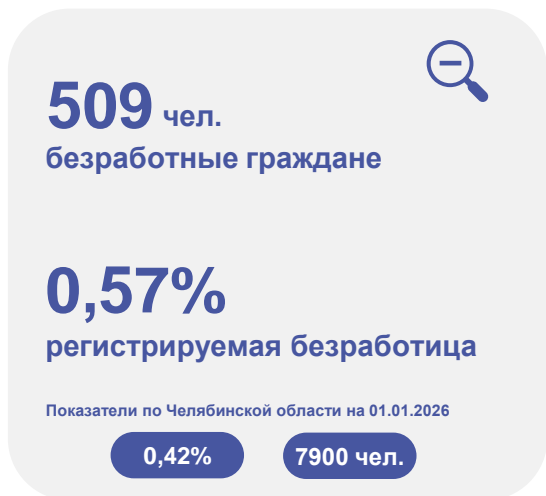 509 чел.
безработные граждане
0,57%
регистрируемая безработица
Показатели по Челябинской области на 01.01.2026
0,42% 7900 чел.